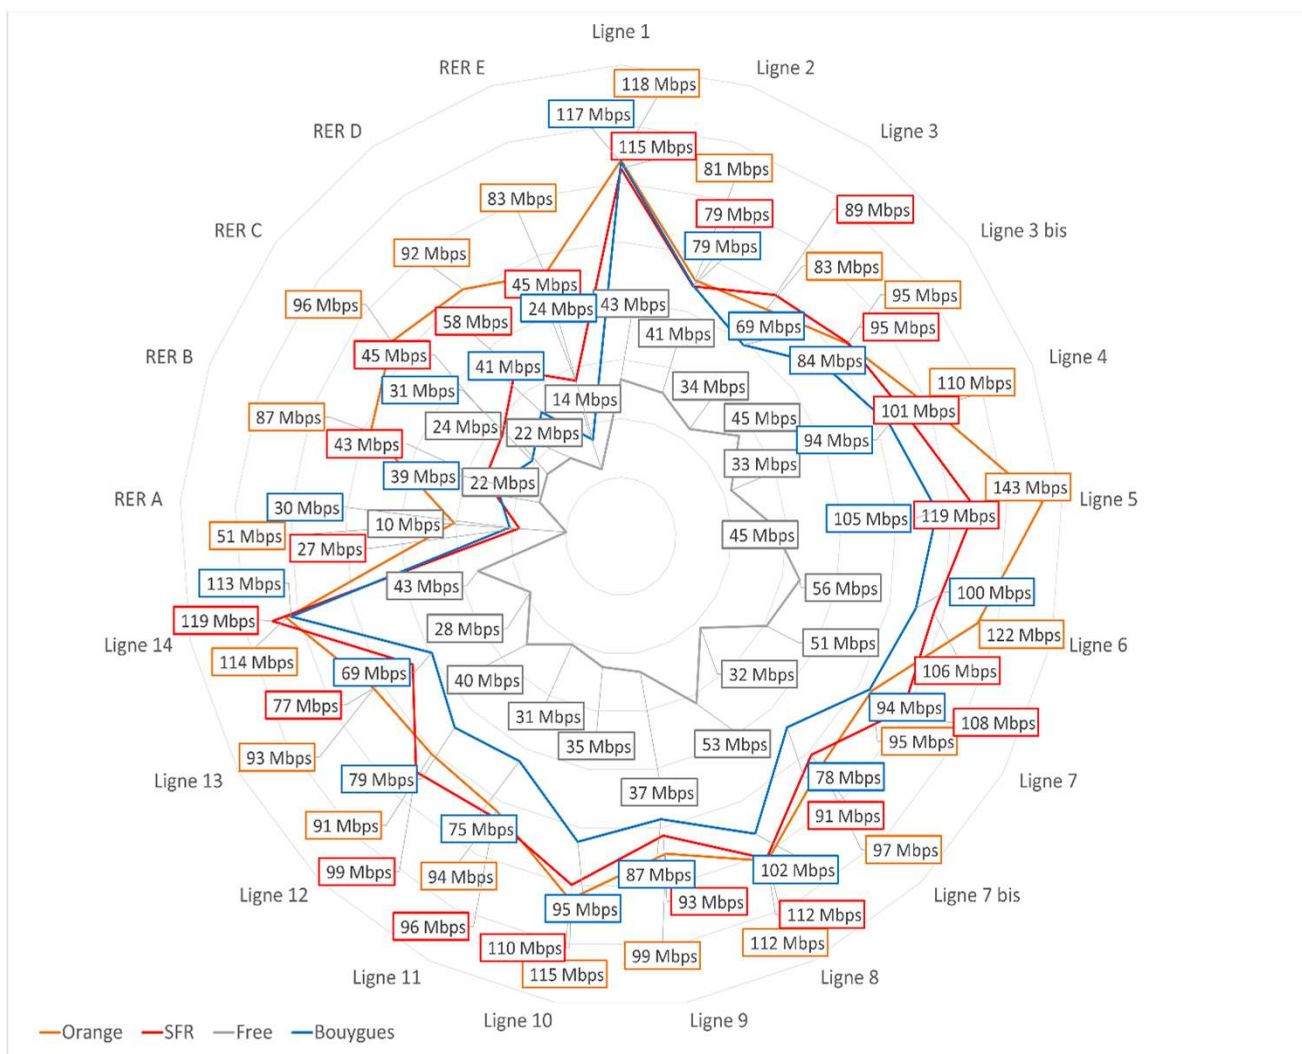 Ligne 1
RER E
Ligne 2
118 Mbps
117 Mbps
RER D
Ligne 3
115 Mbps
81 Mbps
83 Mbps
79 Mbps
89 Mbps
RER C
Ligne 3 bis
92 Mbps
79 Mbps
83 Mbps
45 Mbps
95 Mbps
96 Mbps
24 Mbps
43 Mbps
58 Mbps
69 Mbps
95 Mbps
41 Mbps
RER B
45 Mbps
Ligne 4
84 Mbps
41 Mbps
110 Mbps
31 Mbps
34 Mbps
14 Mbps
101 Mbps
87 Mbps
45 Mbps
24 Mbps
22 Mbps
43 Mbps
94 Mbps
33 Mbps
39 Mbps
22 Mbps
143 Mbps
RER A
Ligne 5
30 Mbps
105 Mbps
119 Mbps
10 Mbps
51 Mbps
45 Mbps
27 Mbps
113 Mbps
43 Mbps
56 Mbps
100 Mbps
119 Mbps
28 Mbps
122 Mbps
Ligne 14
51 Mbps
Ligne 6
114 Mbps
106 Mbps
69 Mbps
32 Mbps
40 Mbps
77 Mbps
94 Mbps
108 Mbps
31 Mbps
95 Mbps
35 Mbps
53 Mbps
93 Mbps
Ligne 13
79 Mbps
78 Mbps
Ligne 7
37 Mbps
91 Mbps
91 Mbps
75 Mbps
97 Mbps
99 Mbps
94 Mbps
87 Mbps
102 Mbps
Ligne 12
Ligne 7 bis
93 Mbps
95 Mbps
112 Mbps
96 Mbps
112 Mbps
110 Mbps
99 Mbps
115 Mbps
Ligne 11
Ligne 8
Ligne 10
Ligne 9
Orange
SFR
Free
Bouygues